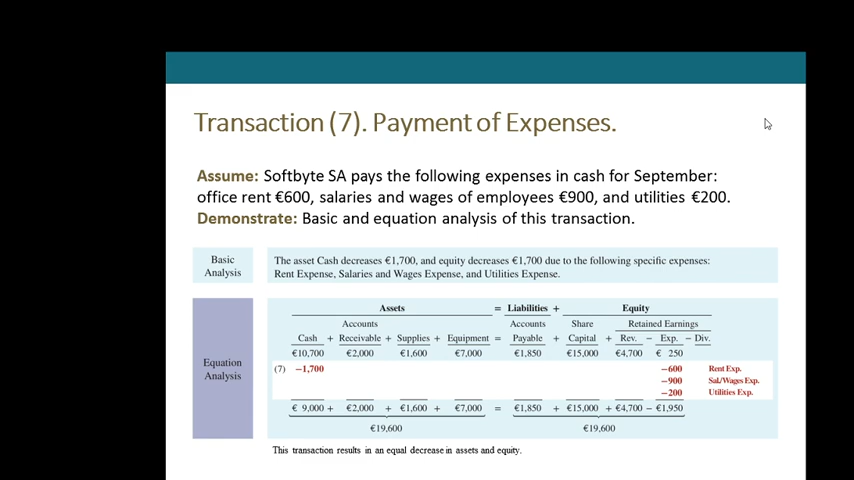 Transaction (7). Payment of Expenses.
Assume: Softbyte SA pays the following expenses in cash for September:
office rent €600, salaries and wages of employees €900, and utilities €200.
Demonstrate: Basic and equation analysis of this transaction.
Basic
Analysis
The asset Cash decreases €1,700, and equity decreases €1,700 due to the following specific expenses:
Rent Expense, Salaries and Wages Expense, and Utilities Expense.
Equation
Analysis
Assets = Liabilities + Equity
Accounts Accounts Share Retained Earnings
Cash + Receivable + Supplies + Equipment = Payable + Capital + Rev. − Exp. − Div.
€10,700 €2,000 €1,600 €7,000 €1,850 €15,000 €4,700 € 250
(7) −1,700 −600 Rent Exp.
−900 Sal/Wages Exp.
−200 Utilities Exp.
€ 9,000 + €2,000 + €1,600 + €7,000 = €1,850 + €15,000 + €4,700 − €1,950
€19,600 €19,600
This transaction results in an equal decrease in assets and equity.